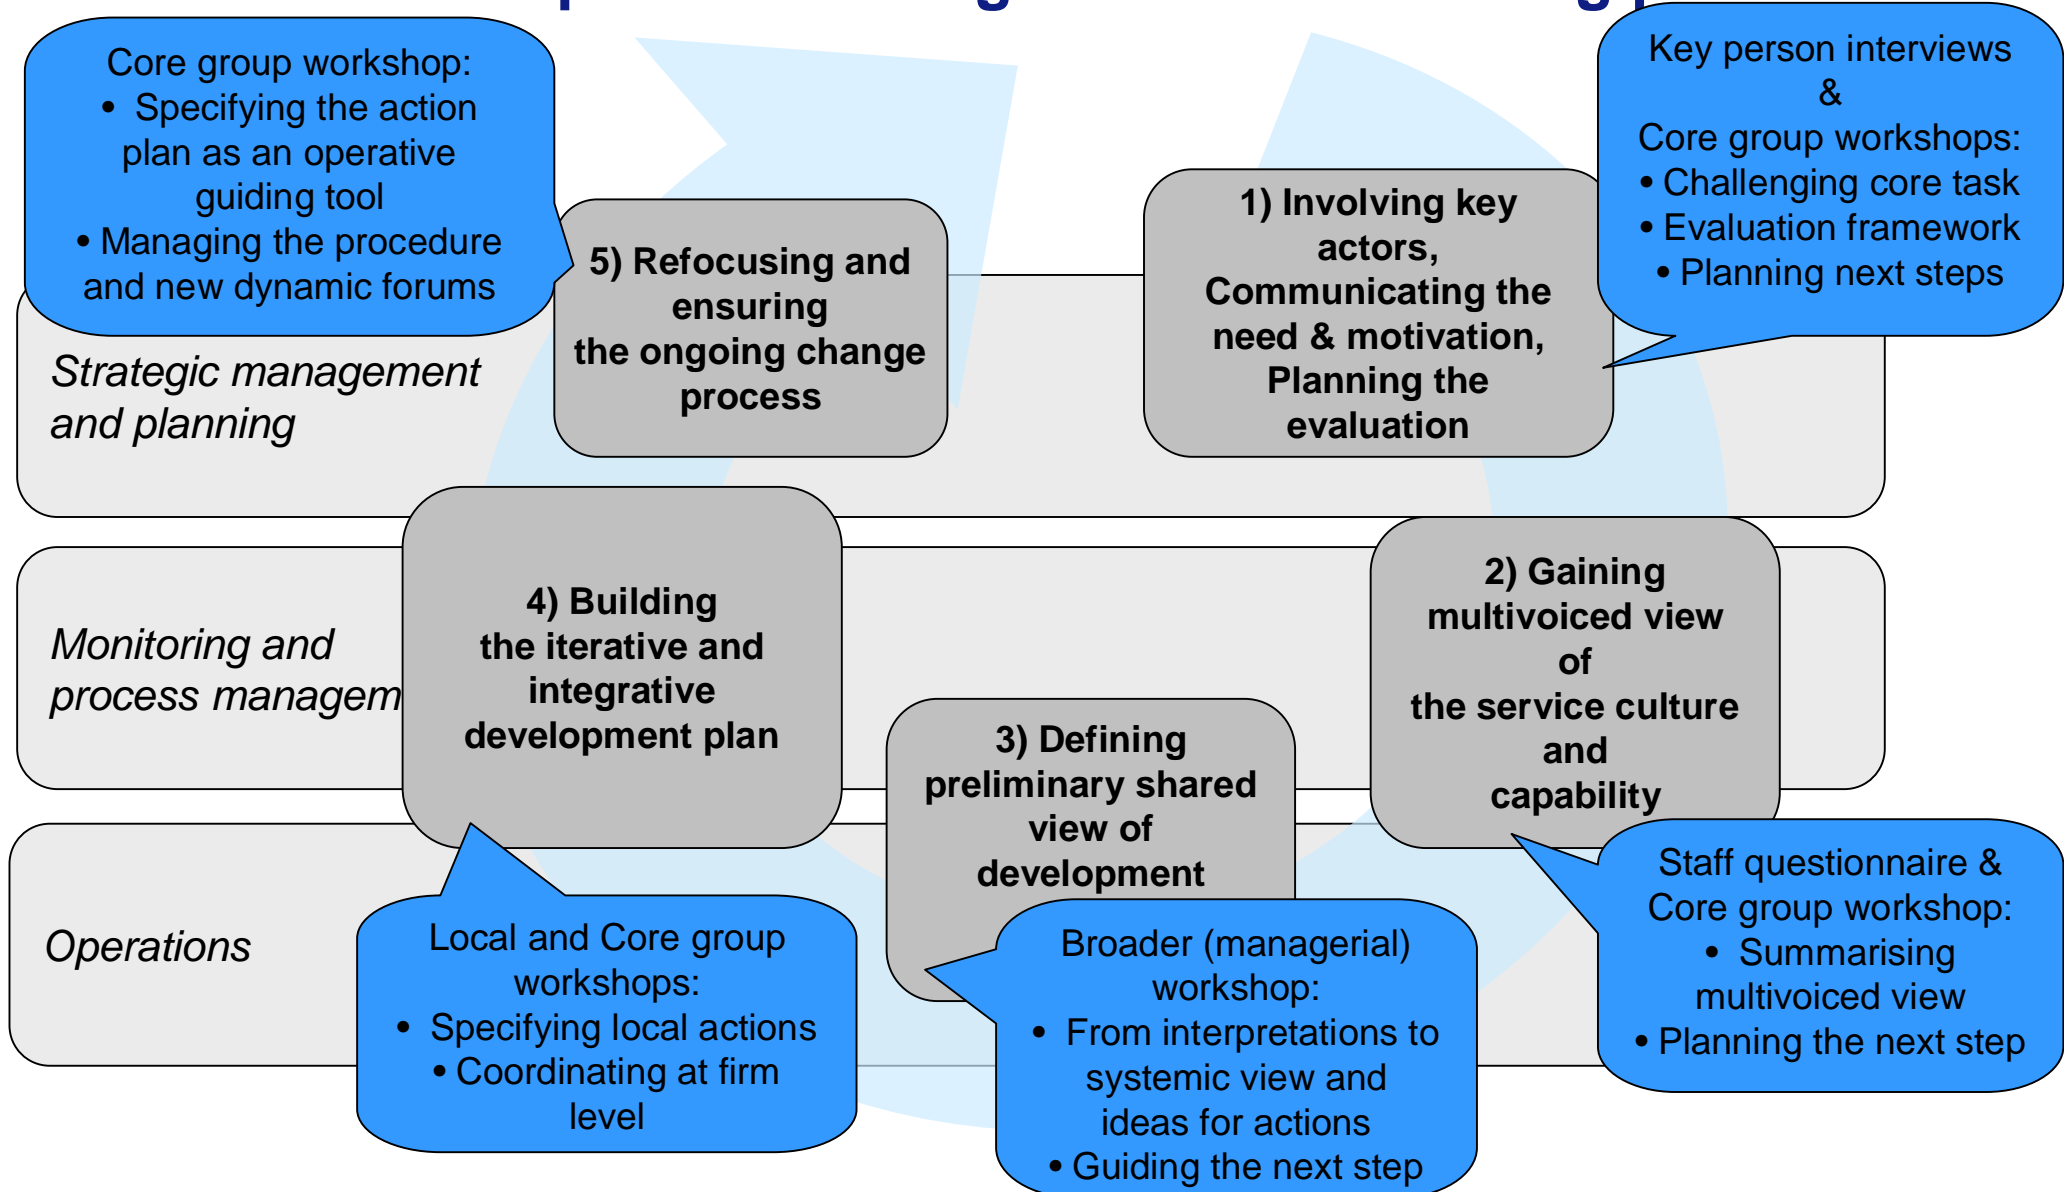 Core group workshop:
• Specifying the action
plan as an operative
guiding tool
• Managing the procedure
and new dynamic forums
Key person interviews
&
Core group workshops:
• Challenging core task
• Evaluation framework
• Planning next steps
5) Refocusing and
ensuring
the ongoing change
process
1) Involving key
actors,
Communicating the
need & motivation,
Planning the
evaluation
Strategic management
and planning
4) Building
the iterative and
integrative
development plan
2) Gaining
multivoiced view
of
the service culture
and
capability
Monitoring and
process managem
3) Defining
preliminary shared
view of
development
Operations
Local and Core group
workshops:
• Specifying local actions
• Coordinating at firm
level
Broader (managerial)
workshop:
• From interpretations to
systemic view and
ideas for actions
• Guiding the next step
Staff questionnaire &
Core group workshop:
• Summarising
multivoiced view
• Planning the next step